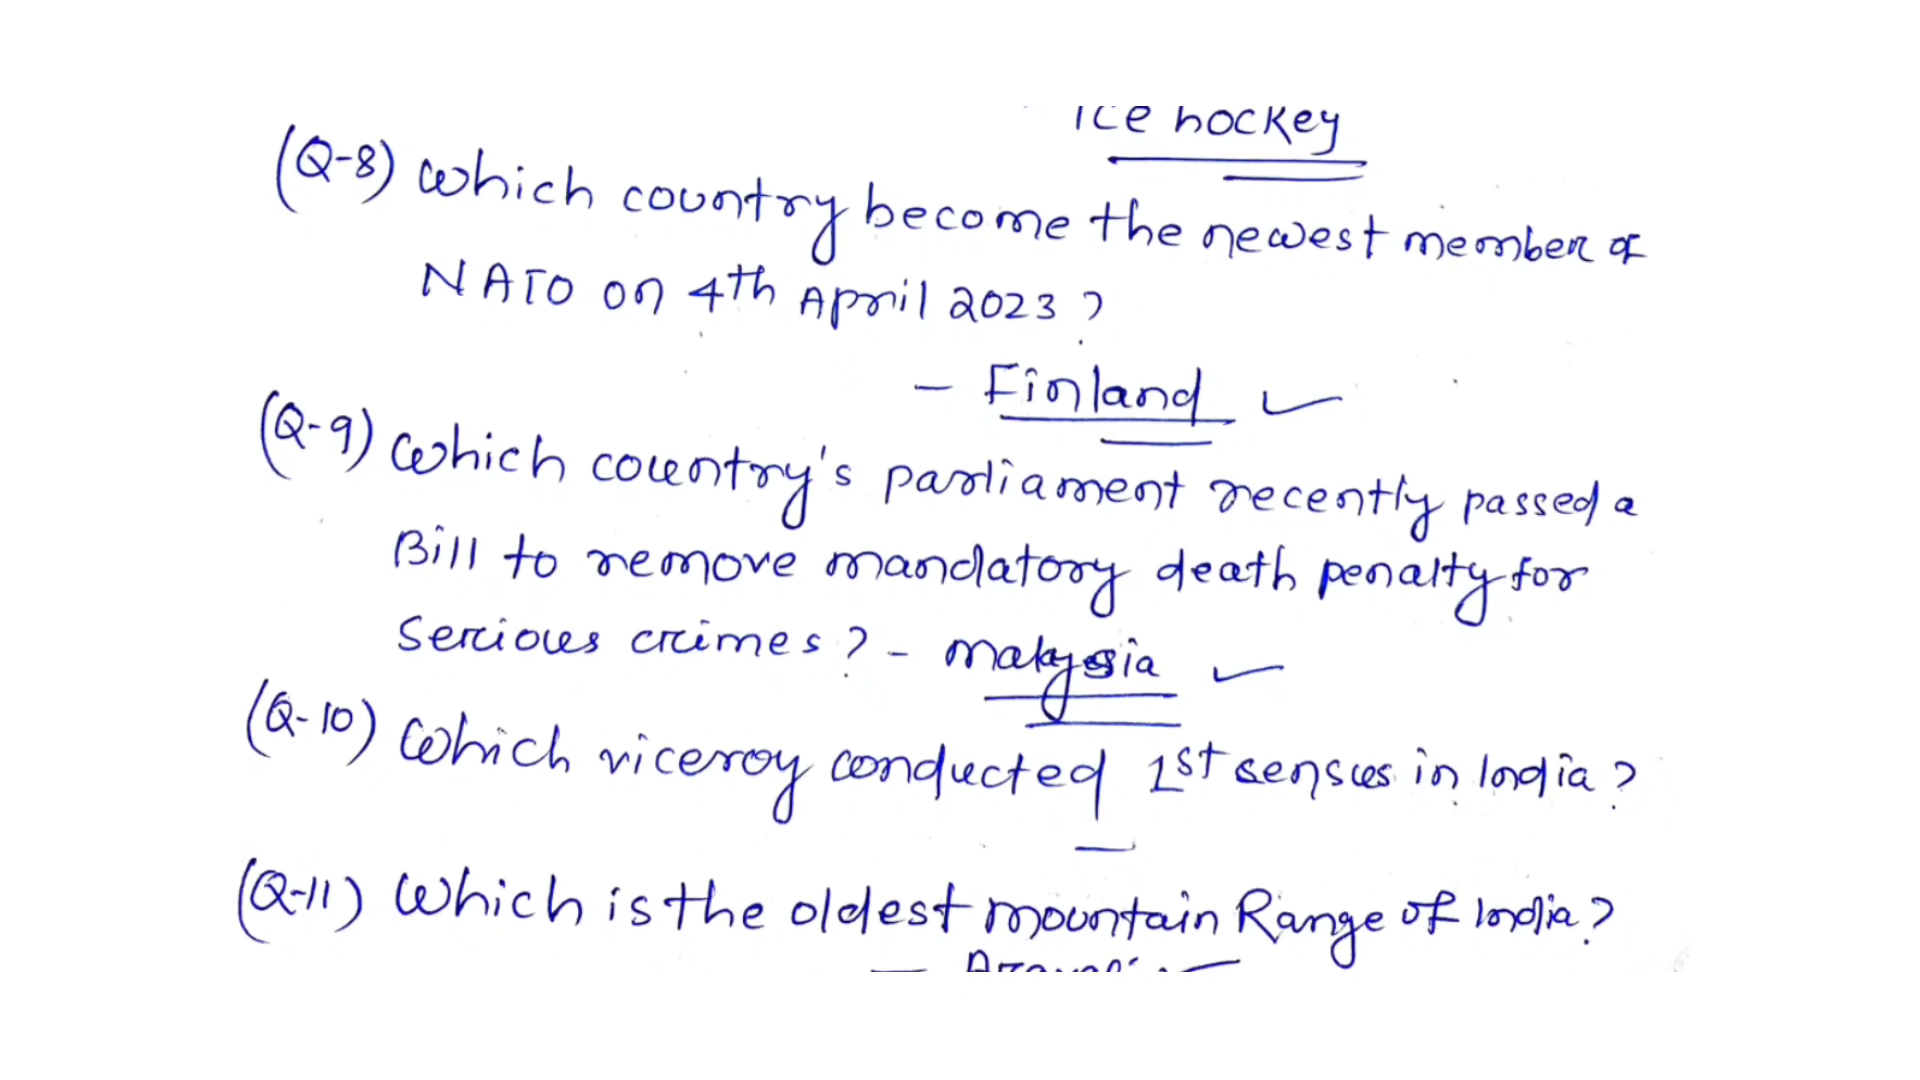 ice hockey
(Q-8) Which country become the newest member of
NATO on 4th April 2023?
- Finland
(Q-9) Which country's parliament recently passed a
Bill to remove mandatory death penalty for
serious crimes? - malaysia
(Q-10) Which viceroy conducted 1st sensus in India?
(Q-11) Which is the oldest mountain Range of India?